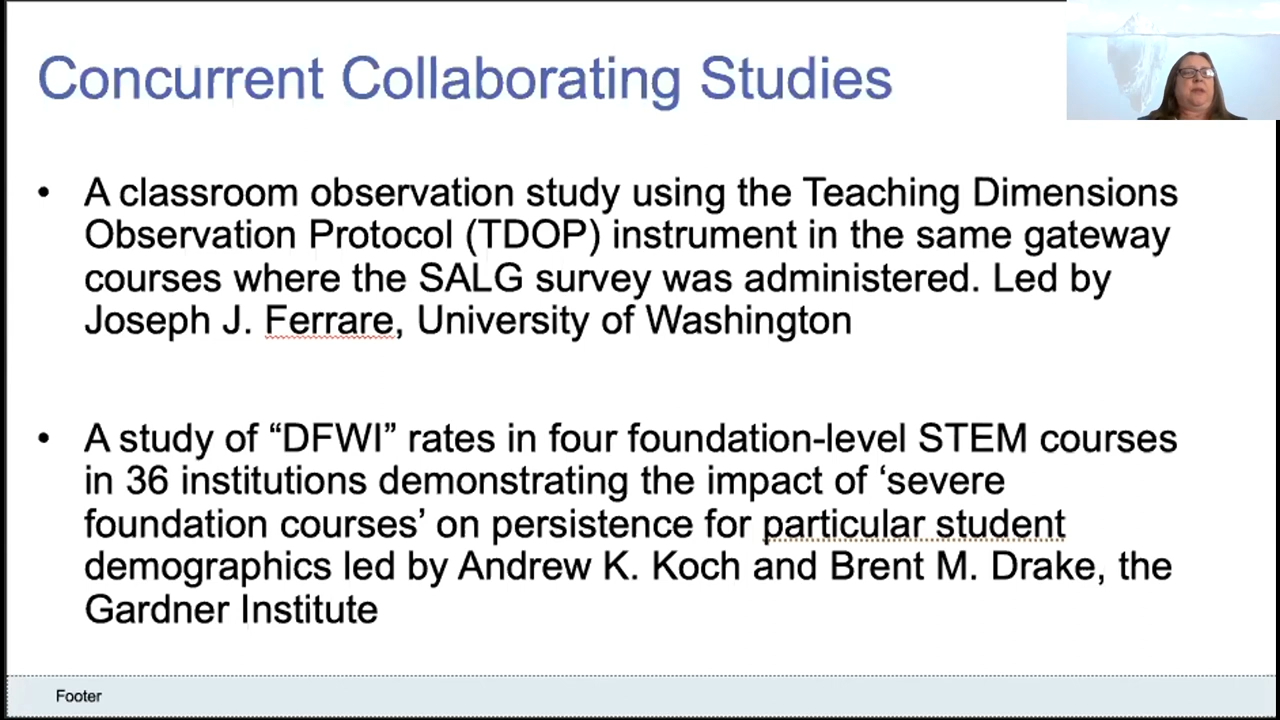 Concurrent Collaborating Studies
• A classroom observation study using the Teaching Dimensions
Observation Protocol (TDOP) instrument in the same gateway
courses where the SALG survey was administered. Led by
Joseph J. Ferrare, University of Washington
• A study of “DFWI” rates in four foundation-level STEM courses
in 36 institutions demonstrating the impact of ‘severe
foundation courses’ on persistence for particular student
demographics led by Andrew K. Koch and Brent M. Drake, the
Gardner Institute
Footer